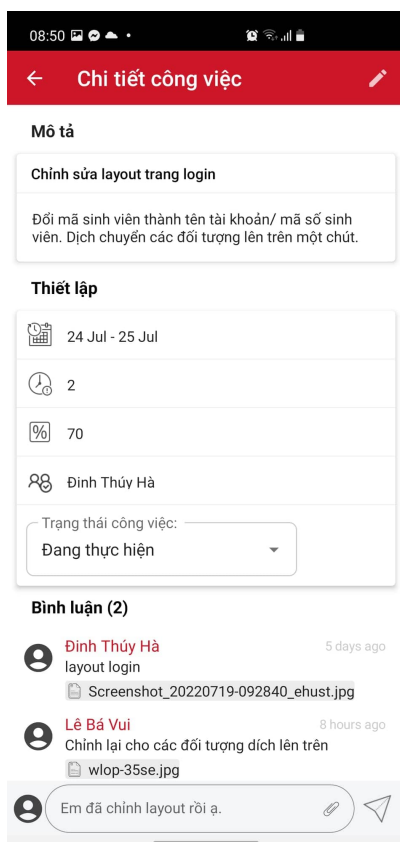 08:50
Chi tiết công việc
Mô tả
Chỉnh sửa layout trang login
Đổi mã sinh viên thành tên tài khoản/ mã số sinh
viên. Dịch chuyển các đối tượng lên trên một chút.
Thiết lập
24 Jul - 25 Jul
2
%
70
Đinh Thúy Hà
Trạng thái công việc:
Đang thực hiện
Bình luận (2)
Đinh Thúy Hà 5 days ago
layout login
Screenshot_20220719-092840_ehust.jpg
Lê Bá Vui 8 hours ago
Chỉnh lại cho các đối tượng dích lên trên
wlop-35se.jpg
Em đã chỉnh layout rồi ạ.